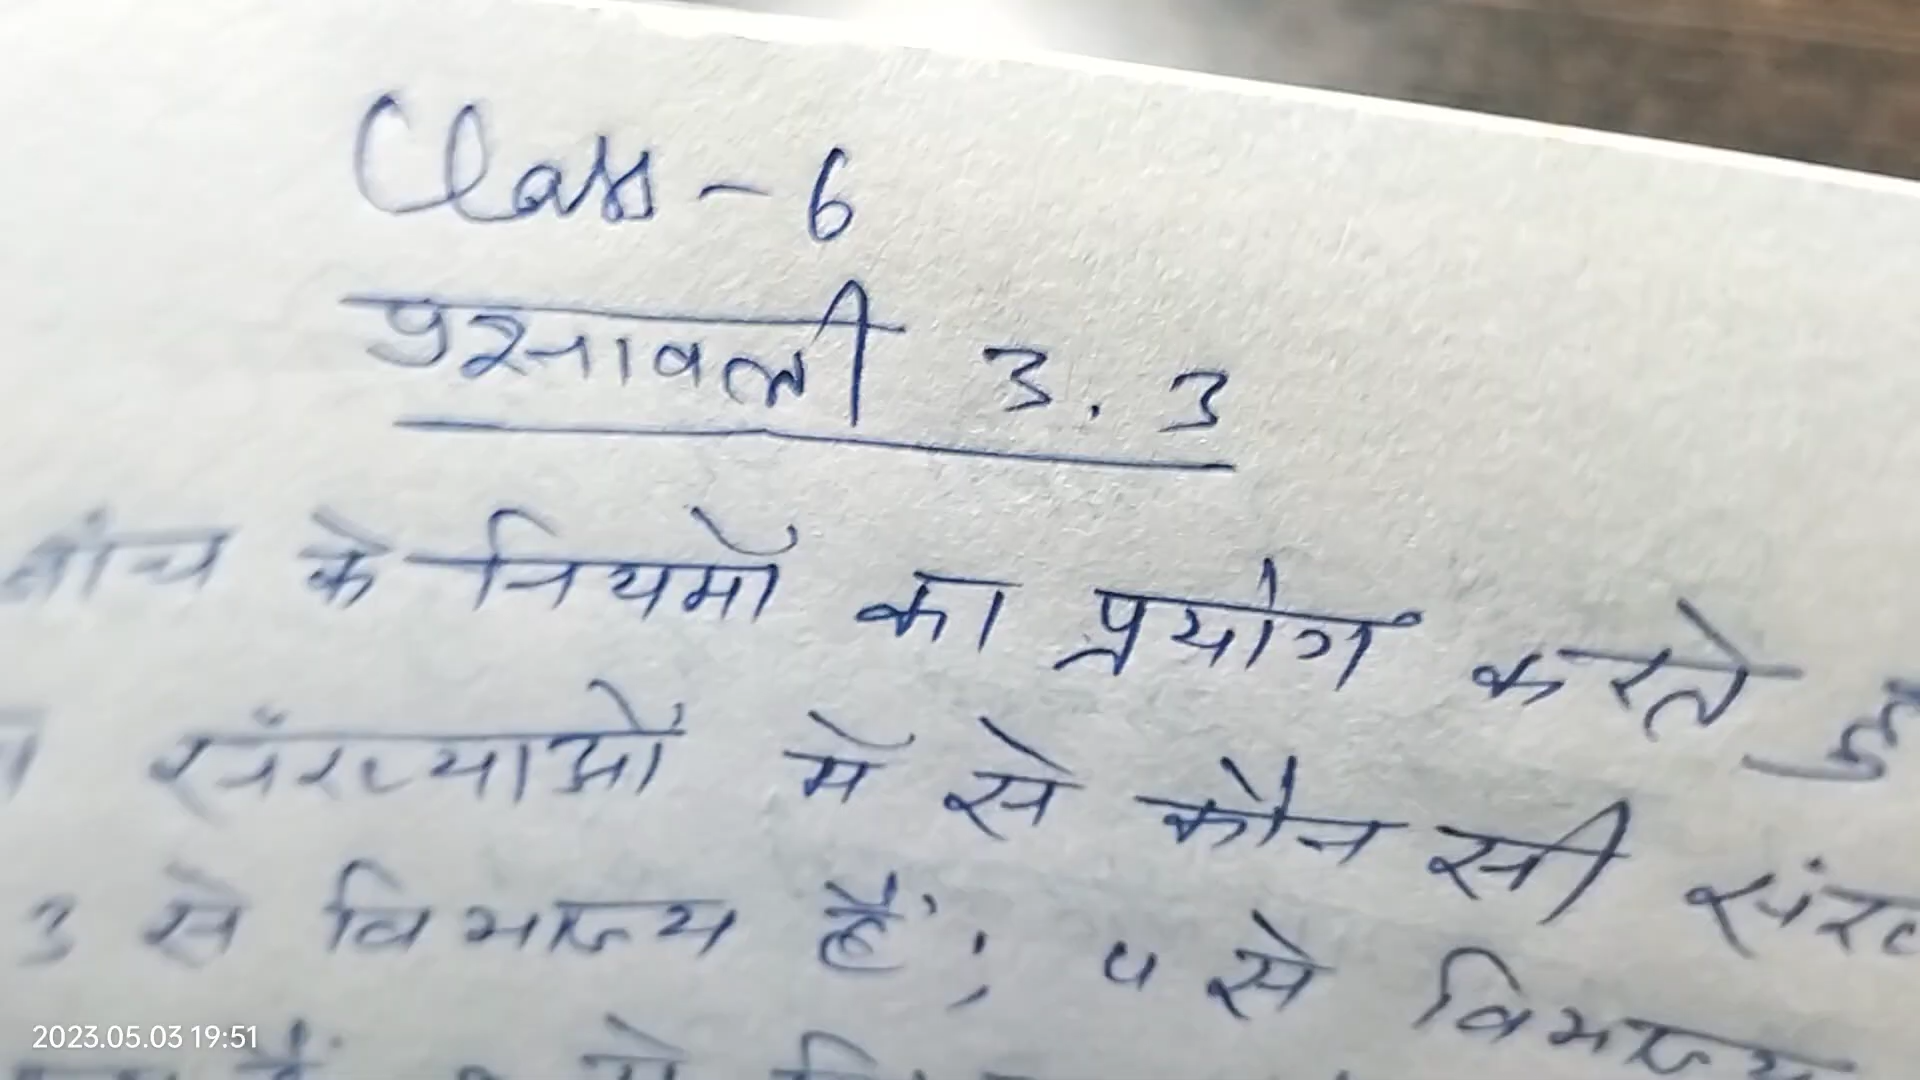 Class - 6
प्रश्नावली 3.3
जांच के नियमों का प्रयोग करते हु
संख्याओं में से कौन सी संख्
3 से विभाज्य हैं; 4 से विभाज्य
2023.05.03 19:51